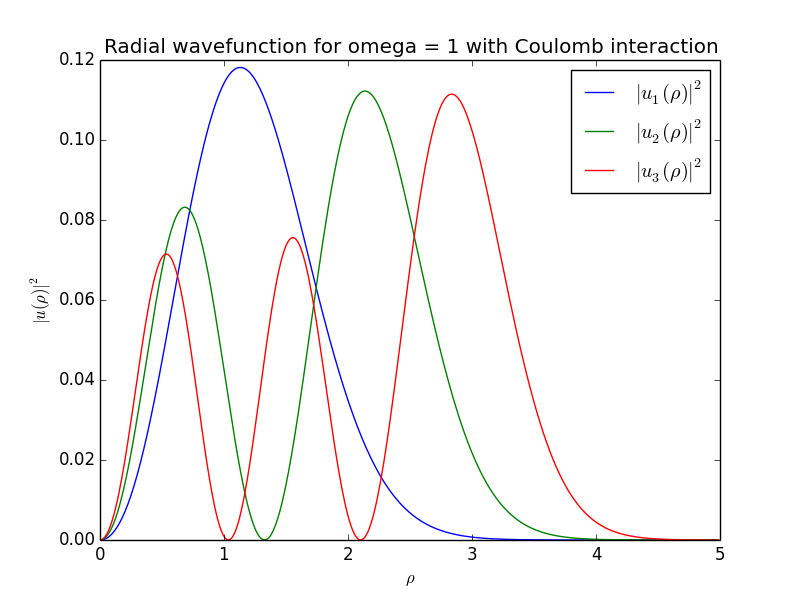 Radial wavefunction for omega = 1 with Coulomb interaction
0.12
0.10
0.08
0.06
0.04
0.02
0.00
|u(ρ)|²
0 1 2 3 4 5
ρ
|u₁(ρ)|²
|u₂(ρ)|²
|u₃(ρ)|²